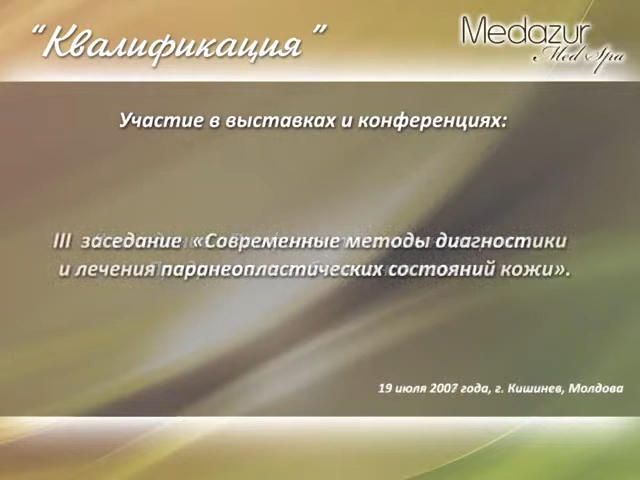 “Квалификация”
Medazur
Med Spa
Участие в выставках и конференциях:
III заседание «Современные методы диагностики
и лечения паранеопластических состояний кожи».
19 июля 2007 года, г. Кишинев, Молдова